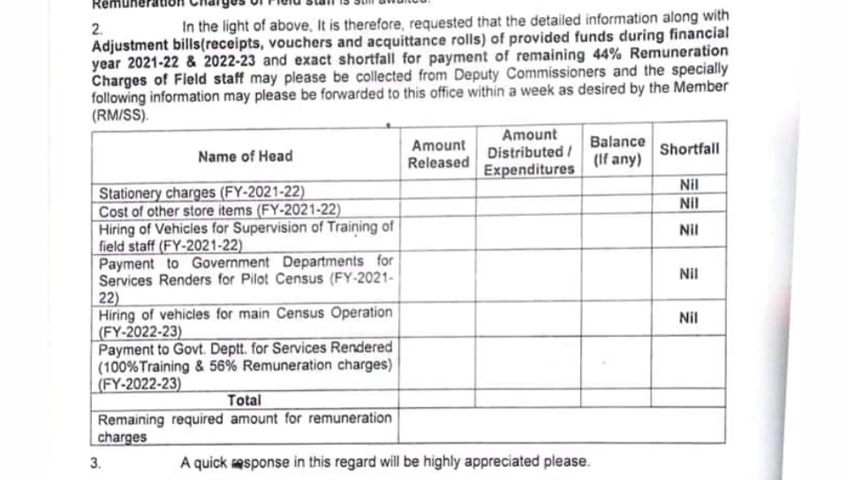 Remuneration Charges of Field staff is still awaited.
2. In the light of above, It is therefore, requested that the detailed information along with
Adjustment bills(receipts, vouchers and acquittance rolls) of provided funds during financial
year 2021-22 & 2022-23 and exact shortfall for payment of remaining 44% Remuneration
Charges of Field staff may please be collected from Deputy Commissioners and the specially
following information may please be forwarded to this office within a week as desired by the Member
(RM/SS).
Name of Head
Amount
Released
Amount
Distributed /
Expenditures
Balance
(If any)
Shortfall
Stationery charges (FY-2021-22)
Nil
Cost of other store items (FY-2021-22)
Nil
Hiring of Vehicles for Supervision of Training of
field staff (FY-2021-22)
Nil
Payment to Government Departments for
Services Renders for Pilot Census (FY-2021-
22)
Nil
Hiring of vehicles for main Census Operation
(FY-2022-23)
Nil
Payment to Govt. Deptt. for Services Rendered
(100%Training & 56% Remuneration charges)
(FY-2022-23)
Total
Remaining required amount for remuneration
charges
3. A quick response in this regard will be highly appreciated please.